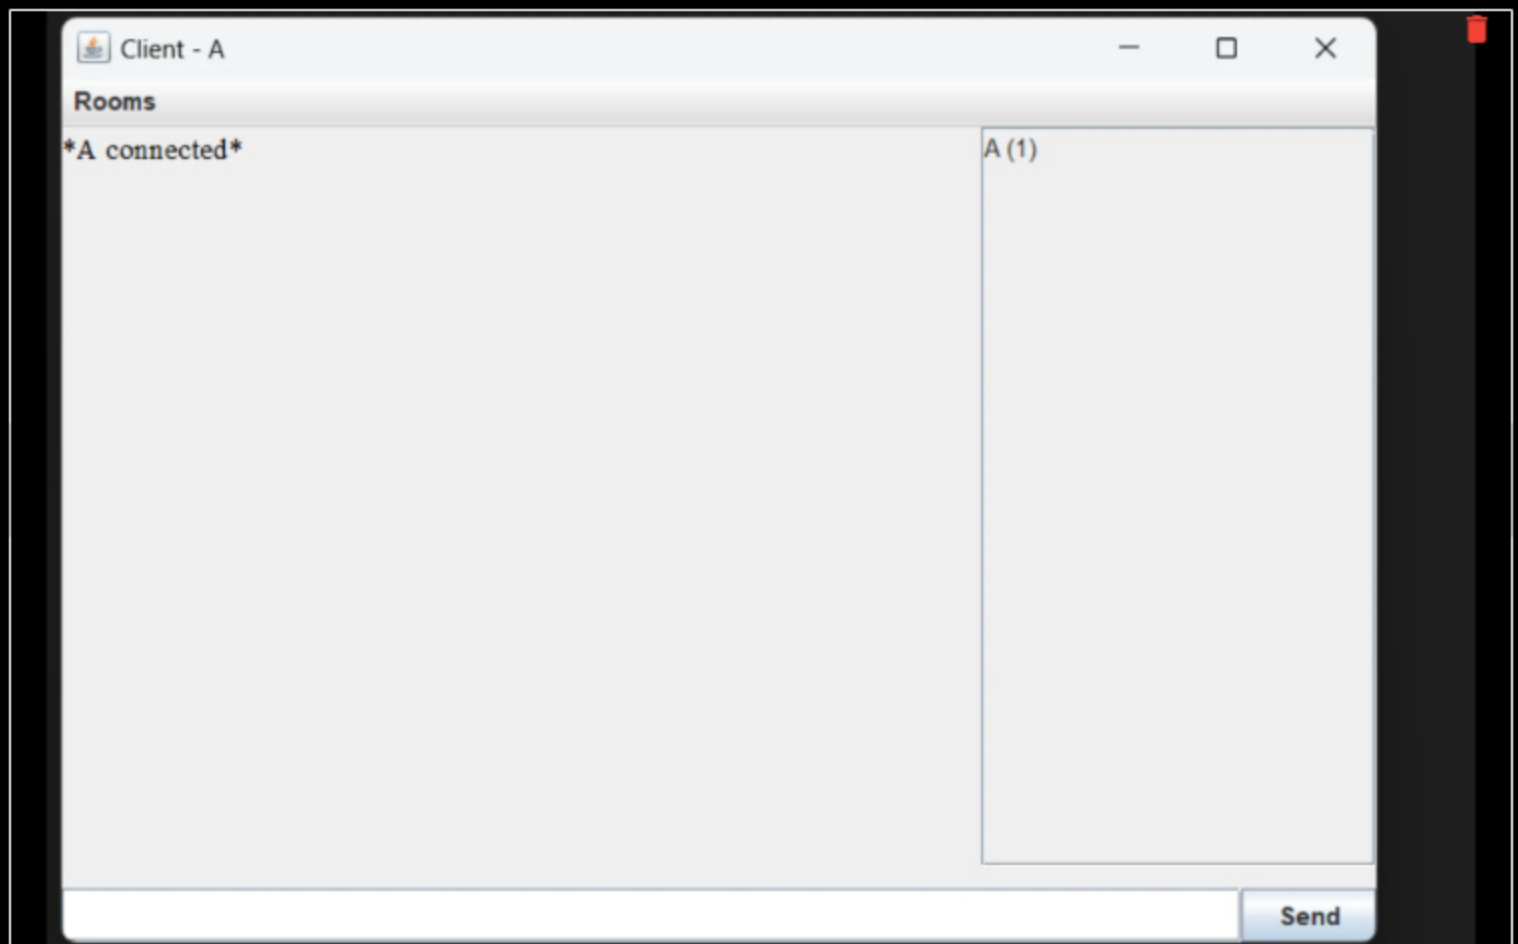 Client - A
Rooms
*A connected*
A (1)
Send